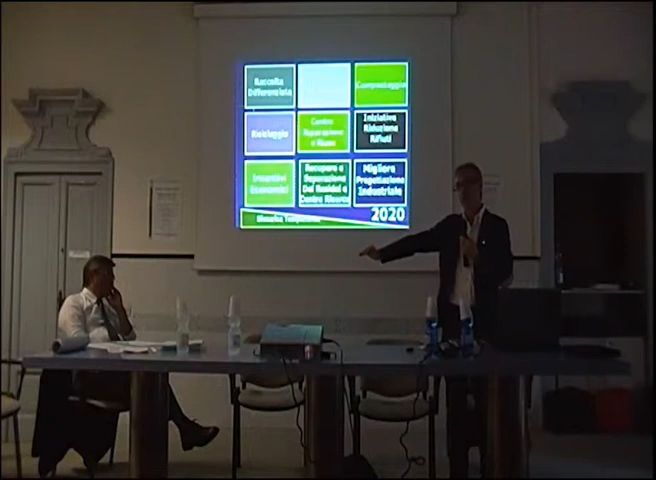 Raccolta
Differenziata
Compostaggio
Riciclaggio
Centro
Riparazione
e Riuso
Iniziative
Riduzione
Rifiuti
Incentivi
Economici
Recupero e
Separazione
Dei Residui e
Centro Ricerca
Migliore
Progettazione
Industriale
2020